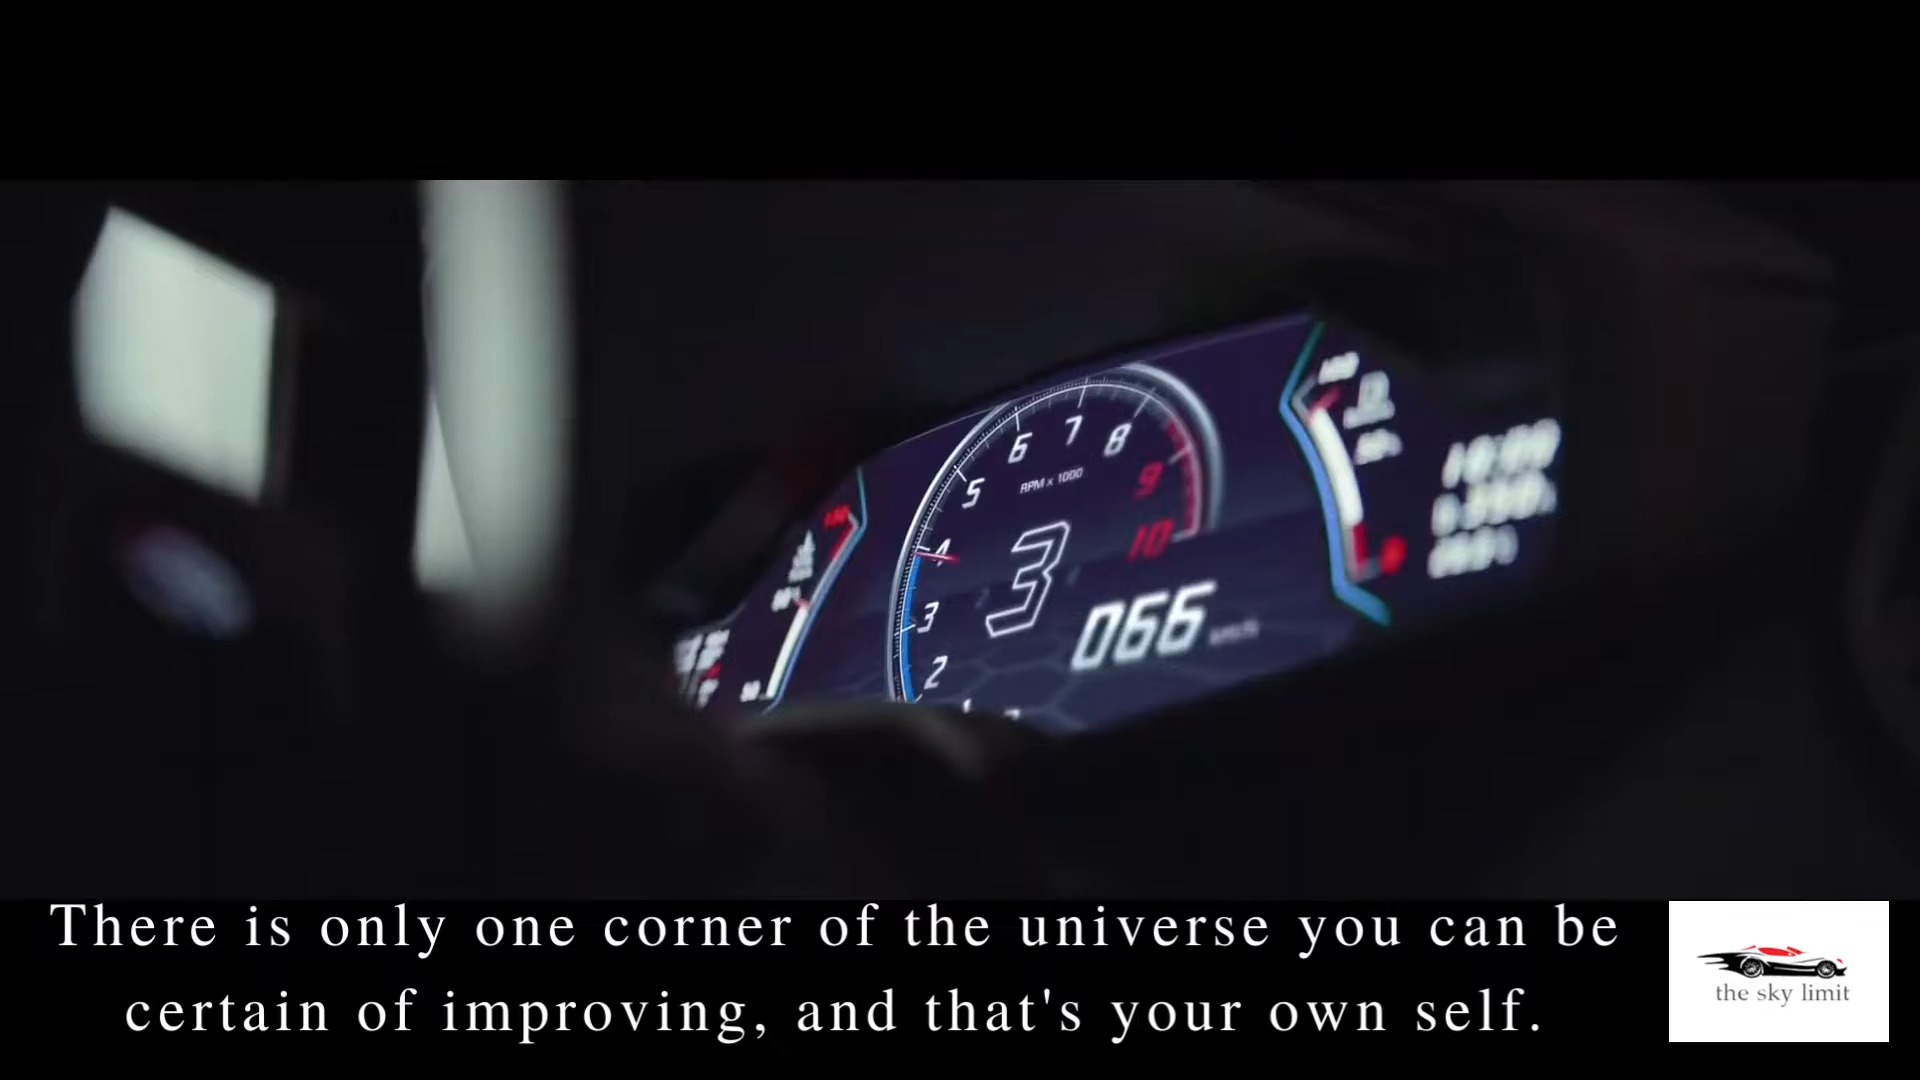 6 7 8
5 RPM x 1000 9
4 3 10
3 066
2
There is only one corner of the universe you can be
certain of improving, and that's your own self.
the sky limit